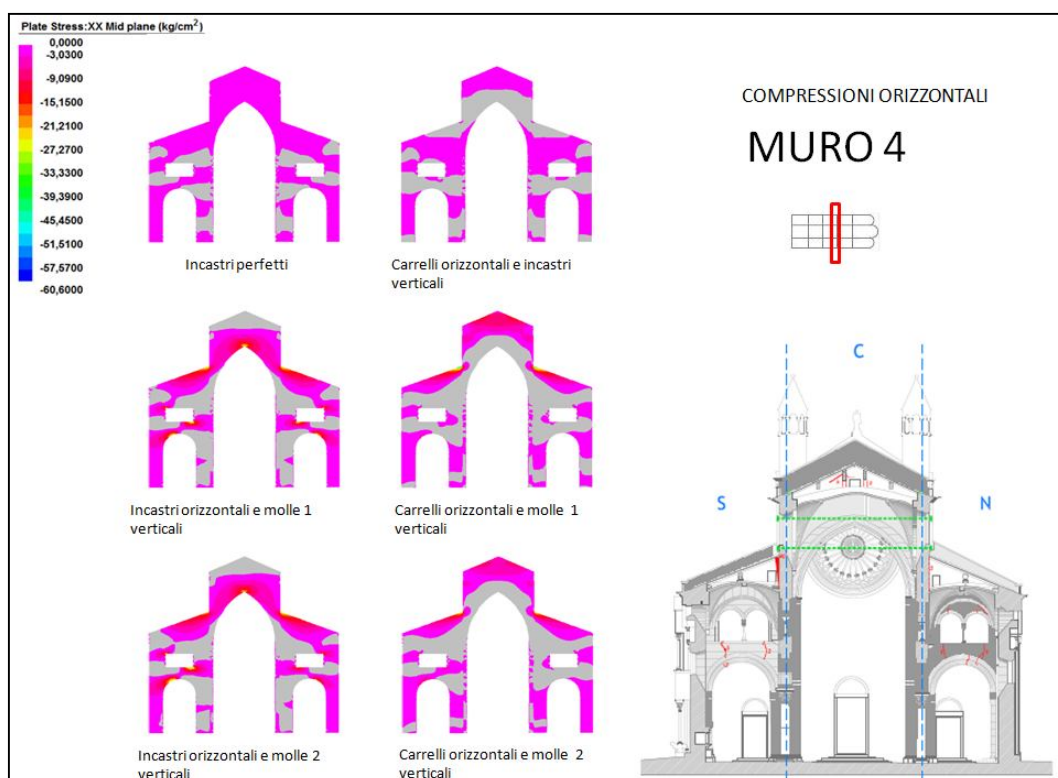 Plate Stress:XX Mid plane (kg/cm²)
0,0000
-3,0300
-9,0900
-15,1500
-21,2100
-27,2700
-33,3300
-39,3900
-45,4500
-51,5100
-57,5700
-60,6000
COMPRESSIONI ORIZZONTALI
MURO 4
Incastri perfetti
Carrelli orizzontali e incastri
verticali
Incastri orizzontali e molle 1
verticali
Carrelli orizzontali e molle 1
verticali
Incastri orizzontali e molle 2
verticali
Carrelli orizzontali e molle 2
verticali
C
S
N